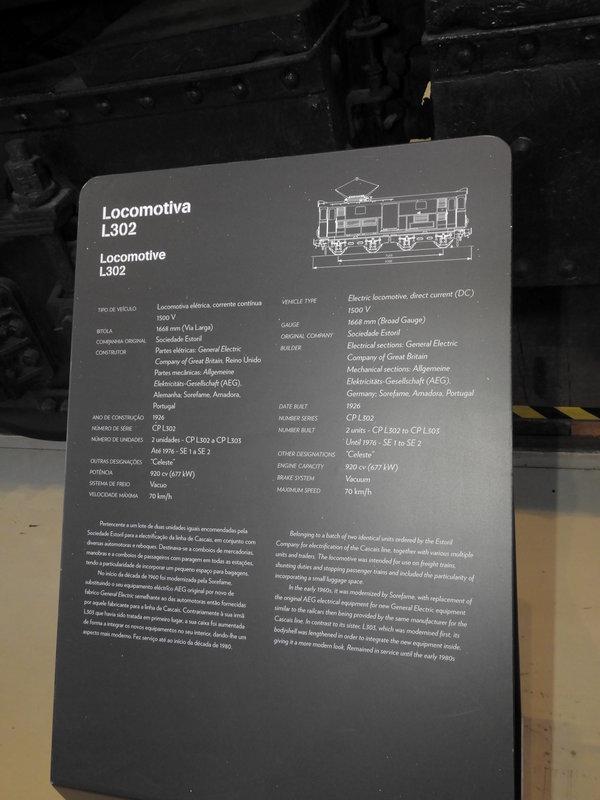 Locomotiva
L302
Locomotive
L302
TIPO DE VEÍCULO Locomotiva elétrica, corrente contínua
1500 V
BITOLA 1668 mm (Via Larga)
COMPANHIA ORIGINAL Sociedade Estoril
CONSTRUTOR Partes elétricas: General Electric
Company of Great Britain, Reino Unido
Partes mecânicas: Allgemeine
Elektricitäts-Gesellschaft (AEG),
Alemanha; Sorefame, Amadora,
Portugal
ANO DE CONSTRUÇÃO 1926
NÚMERO DE SÉRIE CP L302
NÚMERO DE UNIDADES 2 unidades - CP L302 a CP L303
Até 1976 - SE 1 a SE 2
OUTRAS DESIGNAÇÕES "Celeste"
POTÊNCIA 920 cv (677 kW)
SISTEMA DE FREIO Vacuo
VELOCIDADE MÁXIMA 70 km/h
VEHICLE TYPE Electric locomotive, direct current (DC)
1500 V
GAUGE 1668 mm (Broad Gauge)
ORIGINAL COMPANY Sociedade Estoril
BUILDER Electrical sections: General Electric
Company of Great Britain
Mechanical sections: Allgemeine
Elektricitäts-Gesellschaft (AEG),
Germany; Sorefame, Amadora, Portugal
DATE BUILT 1926
NUMBER SERIES CP L302
NUMBER BUILT 2 units - CP L302 to CP L303
Until 1976 - SE 1 to SE 2
OTHER DESIGNATIONS "Celeste"
ENGINE CAPACITY 920 cv (677 kW)
BRAKE SYSTEM Vacuum
MAXIMUM SPEED 70 km/h
Pertencente a um lote de duas unidades iguais encomendadas pela
Sociedade Estoril para a electrificação da linha de Cascais, em conjunto com
diversas automotoras e reboques. Destinava-se a comboios de mercadorias,
manobras e a comboios de passageiros com paragem em todas as estações,
tendo a particularidade de incluir um pequeno espaço para bagagens.
No início da década de 1960 foi modernizada pela Sorefame,
substituindo o seu equipamento eléctrico AEG original por novo de
fabrico General Electric semelhante ao das automotoras então fornecidas
por aquele fabricante para a linha de Cascais. Contrariamente à sua irmã
L303 que havia sido tratada em primeiro lugar, a sua caixa foi aumentada
de forma a integrar os novos equipamentos no seu interior, dando-lhe um
aspecto mais moderno. Fez serviço até ao início da década de 1980.
Belonging to a batch of two identical units ordered by the Estoril
Company for electrification of the Cascais line, together with various multiple
units and trailers. The locomotive was intended for use on freight trains,
shunting duties and stopping passenger trains and included the particularity of
incorporating a small luggage space.
In the early 1960s, it was modernized by Sorefame, with replacement of
the original AEG electrical equipment for new General Electric equipment
similar to the railcars then being provided by the same manufacturer for the
Cascais line. In contrast to its sister, L303, which was modernised first, its
bodyshell was lengthened in order to integrate the new equipment inside,
giving it a more modern look. Remained in service until the early 1980s